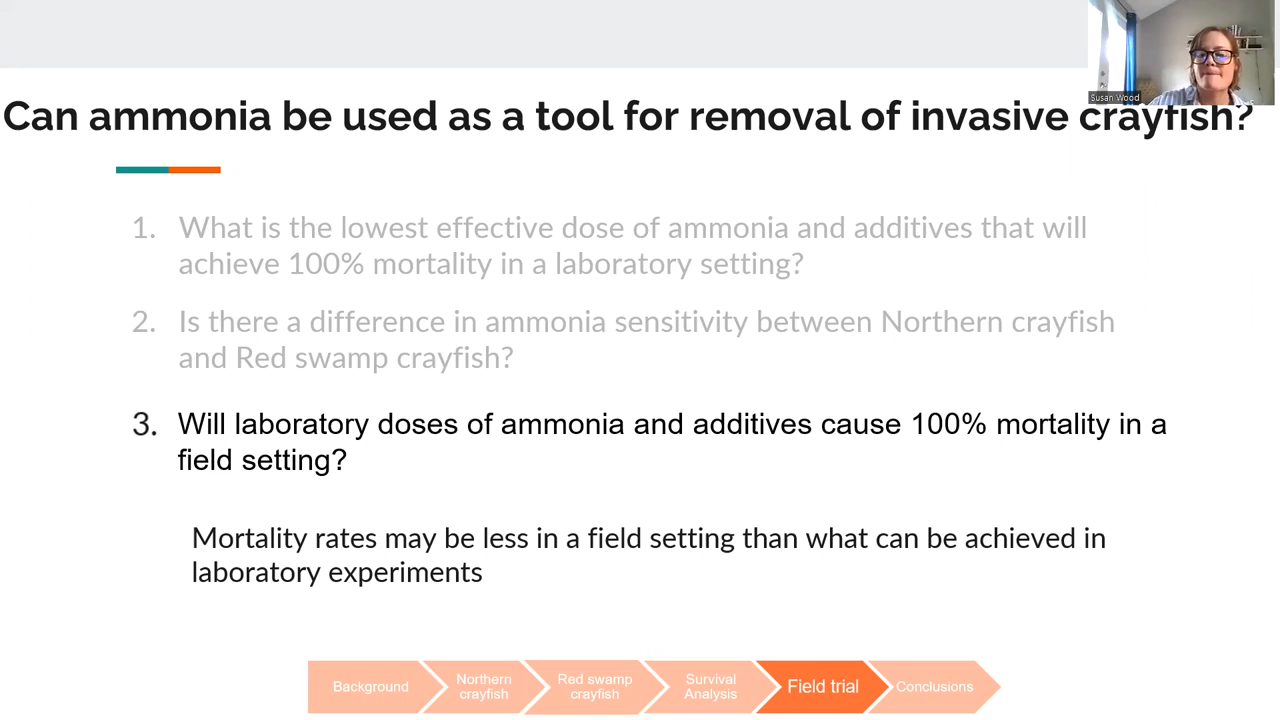 Susan Wood
Can ammonia be used as a tool for removal of invasive crayfish?
1. What is the lowest effective dose of ammonia and additives that will
achieve 100% mortality in a laboratory setting?
2. Is there a difference in ammonia sensitivity between Northern crayfish
and Red swamp crayfish?
3. Will laboratory doses of ammonia and additives cause 100% mortality in a
field setting?
Mortality rates may be less in a field setting than what can be achieved in
laboratory experiments
Background
Northern
crayfish
Red swamp
crayfish
Survival
Analysis
Field trial
Conclusions